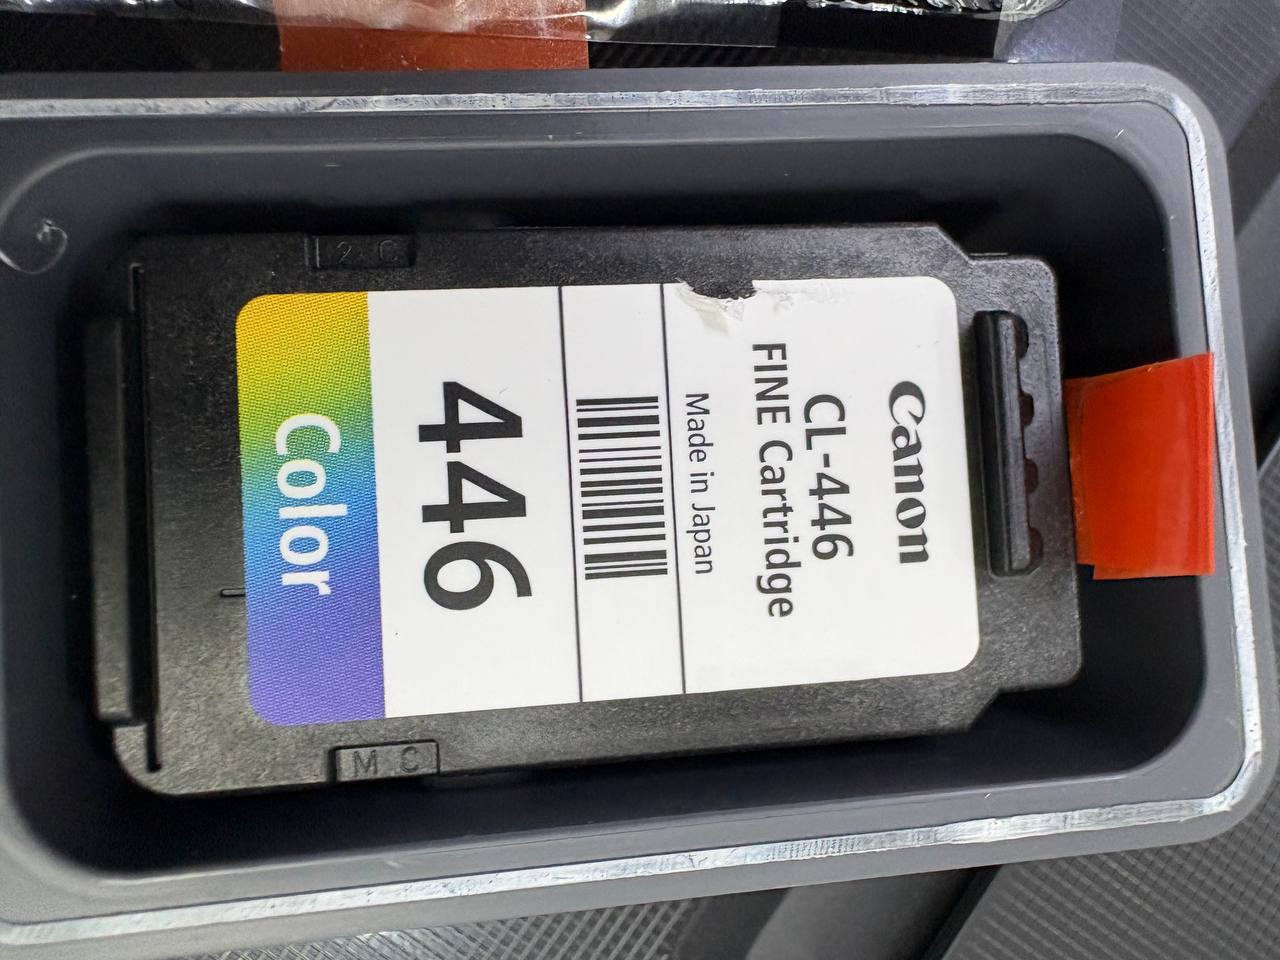 Canon
CL-446
FINE Cartridge
Made in Japan
446
Color
2 C
M C